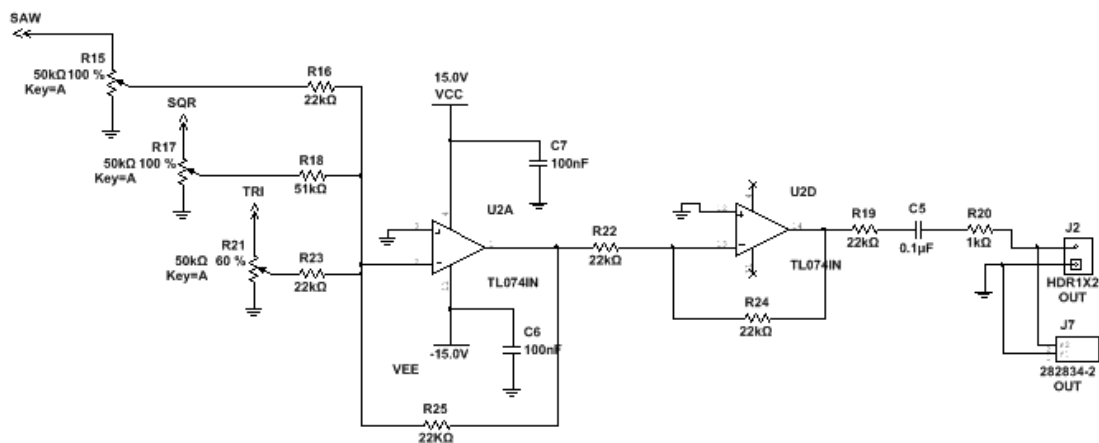 SAW
R15
50kΩ 100 %
Key=A
R16
22kΩ
SQR
R17
50kΩ 100 %
Key=A
R18
51kΩ
TRI
R21
50kΩ 60 %
Key=A
R23
22kΩ
15.0V
VCC
C7
100nF
U2A
TL074IN
-15.0V
VEE
C6
100nF
R25
22KΩ
R22
22kΩ
U2D
TL074IN
R24
22kΩ
R19
22kΩ
C5
0.1µF
R20
1kΩ
J2
HDR1X2
OUT
J7
282834-2
OUT